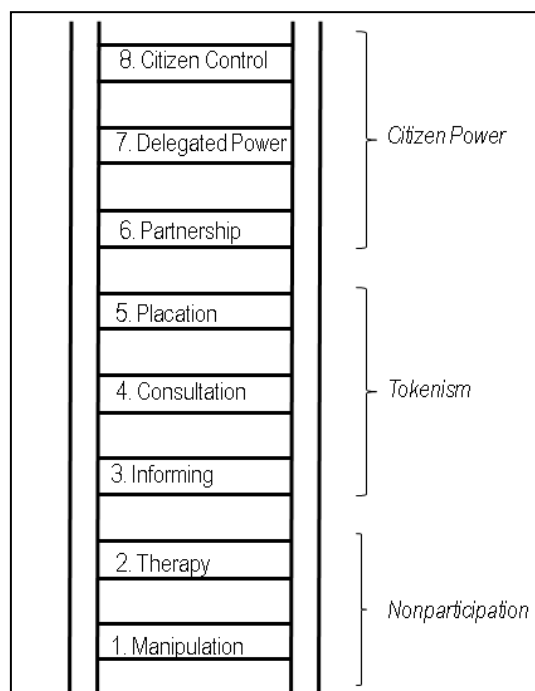 8. Citizen Control
7. Delegated Power
Citizen Power
6. Partnership
5. Placation
4. Consultation
Tokenism
3. Informing
2. Therapy
Nonparticipation
1. Manipulation